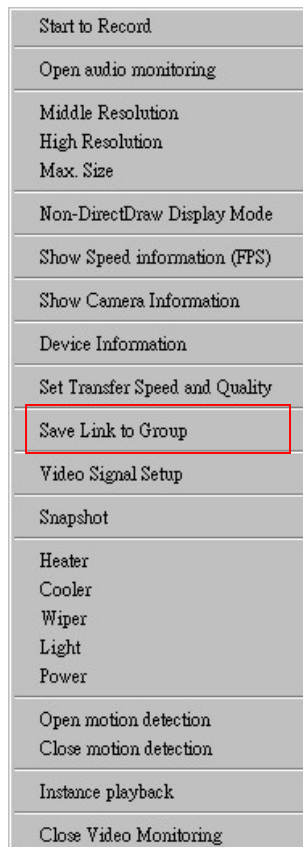 Start to Record
Open audio monitoring
Middle Resolution
High Resolution
Max. Size
Non-DirectDraw Display Mode
Show Speed information (FPS)
Show Camera Information
Device Information
Set Transfer Speed and Quality
Save Link to Group
Video Signal Setup
Snapshot
Heater
Cooler
Wiper
Light
Power
Open motion detection
Close motion detection
Instance playback
Close Video Monitoring